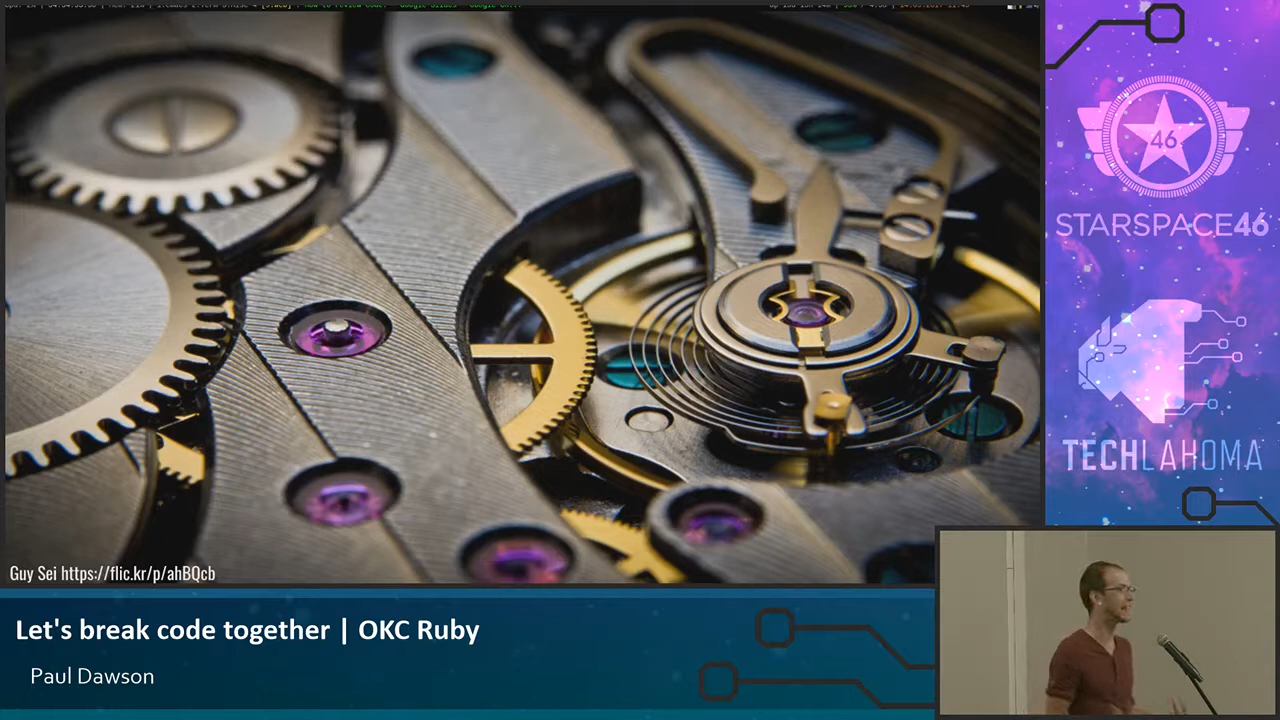 46
STARSPACE46
TECHLAHOMA
Guy Sei https://flic.kr/p/ahBQcb
Let's break code together | OKC Ruby
Paul Dawson